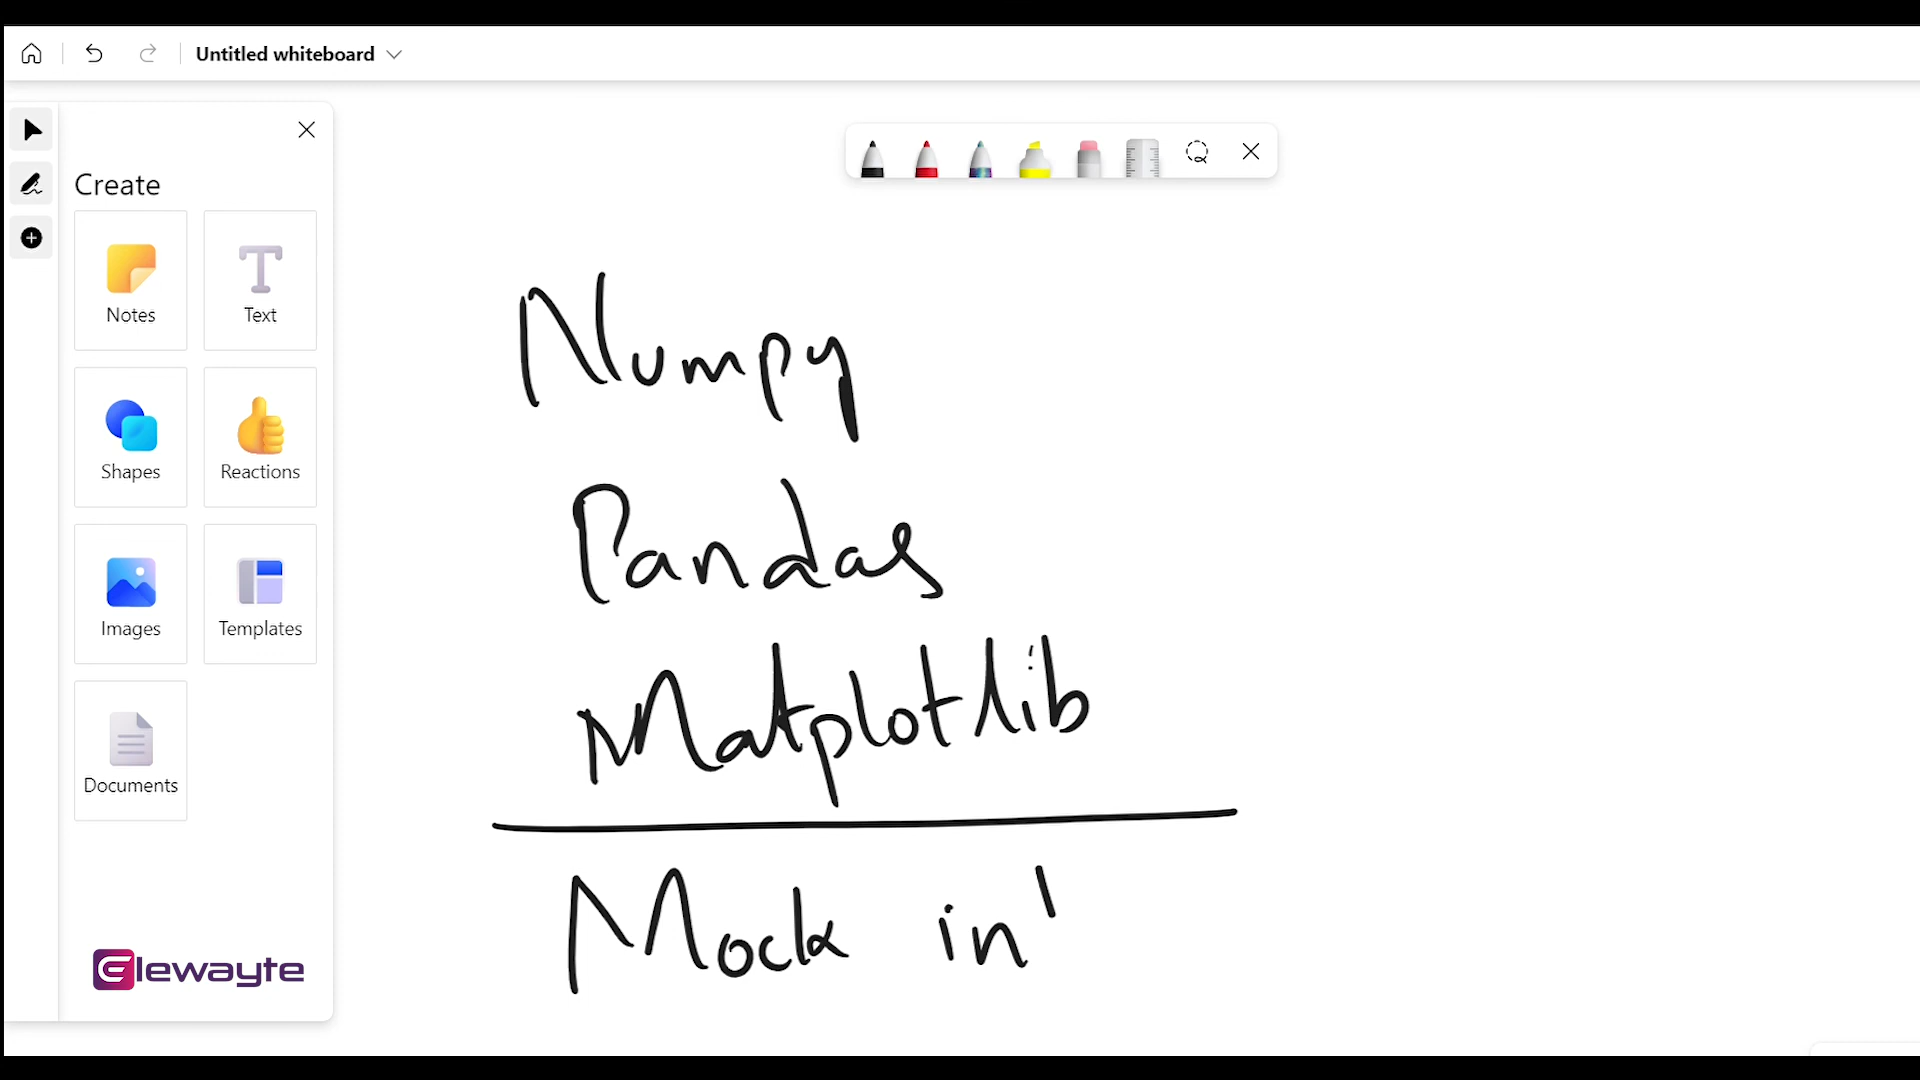 Untitled whiteboard
Create
Notes
Text
Shapes
Reactions
Images
Templates
Documents
Glewayte
Numpy
Pandas
Matplotlib
Mock in